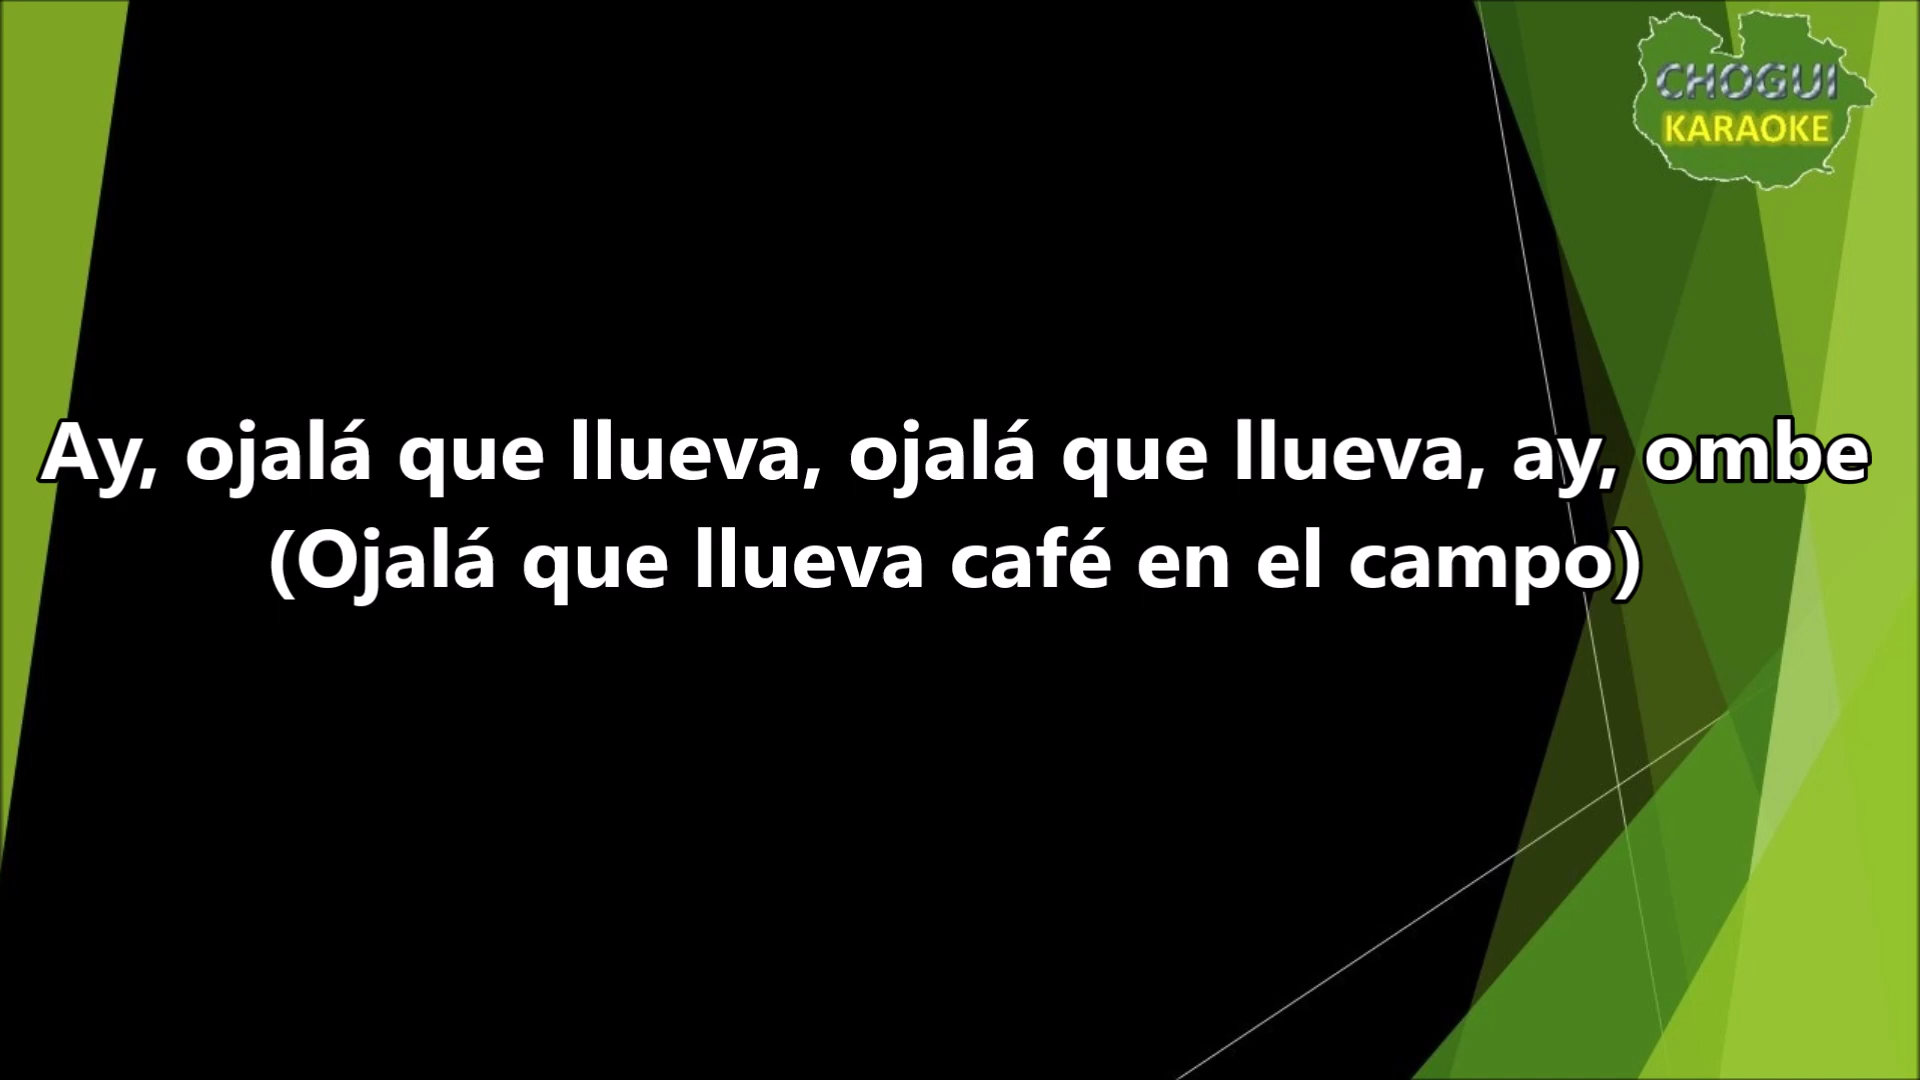 CHOGUI
KARAOKE
Ay, ojalá que llueva, ojalá que llueva, ay, ombe
(Ojalá que llueva café en el campo)